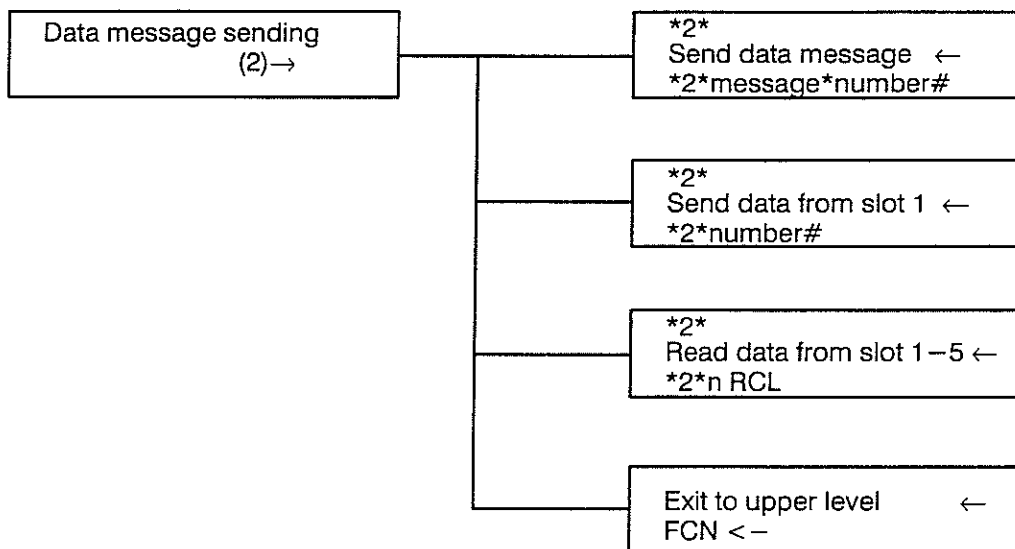 Data message sending
(2)→
*2*
Send data message ←
*2*message*number#
*2*
Send data from slot 1 ←
*2*number#
*2*
Read data from slot 1−5 ←
*2*n RCL
Exit to upper level ←
FCN <−